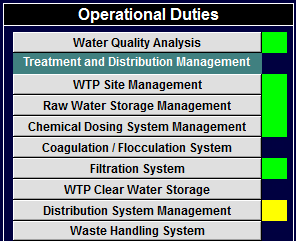 Operational Duties
Water Quality Analysis
Treatment and Distribution Management
WTP Site Management
Raw Water Storage Management
Chemical Dosing System Management
Coagulation / Flocculation System
Filtration System
WTP Clear Water Storage
Distribution System Management
Waste Handling System